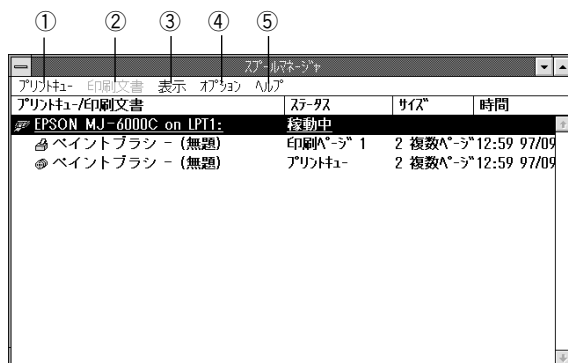 ① ② ③ ④ ⑤
スプールマネージャ
プリントキュー 印刷文書 表示 オプション ヘルプ
プリントキュー/印刷文書 ステータス サイズ 時間
EPSON MJ-6000C on LPT1: 稼動中
ペイントブラシ - (無題) 印刷ページ 1 2 複数ページ 12:59 97/09
ペイントブラシ - (無題) プリントキュー 2 複数ページ 12:59 97/09